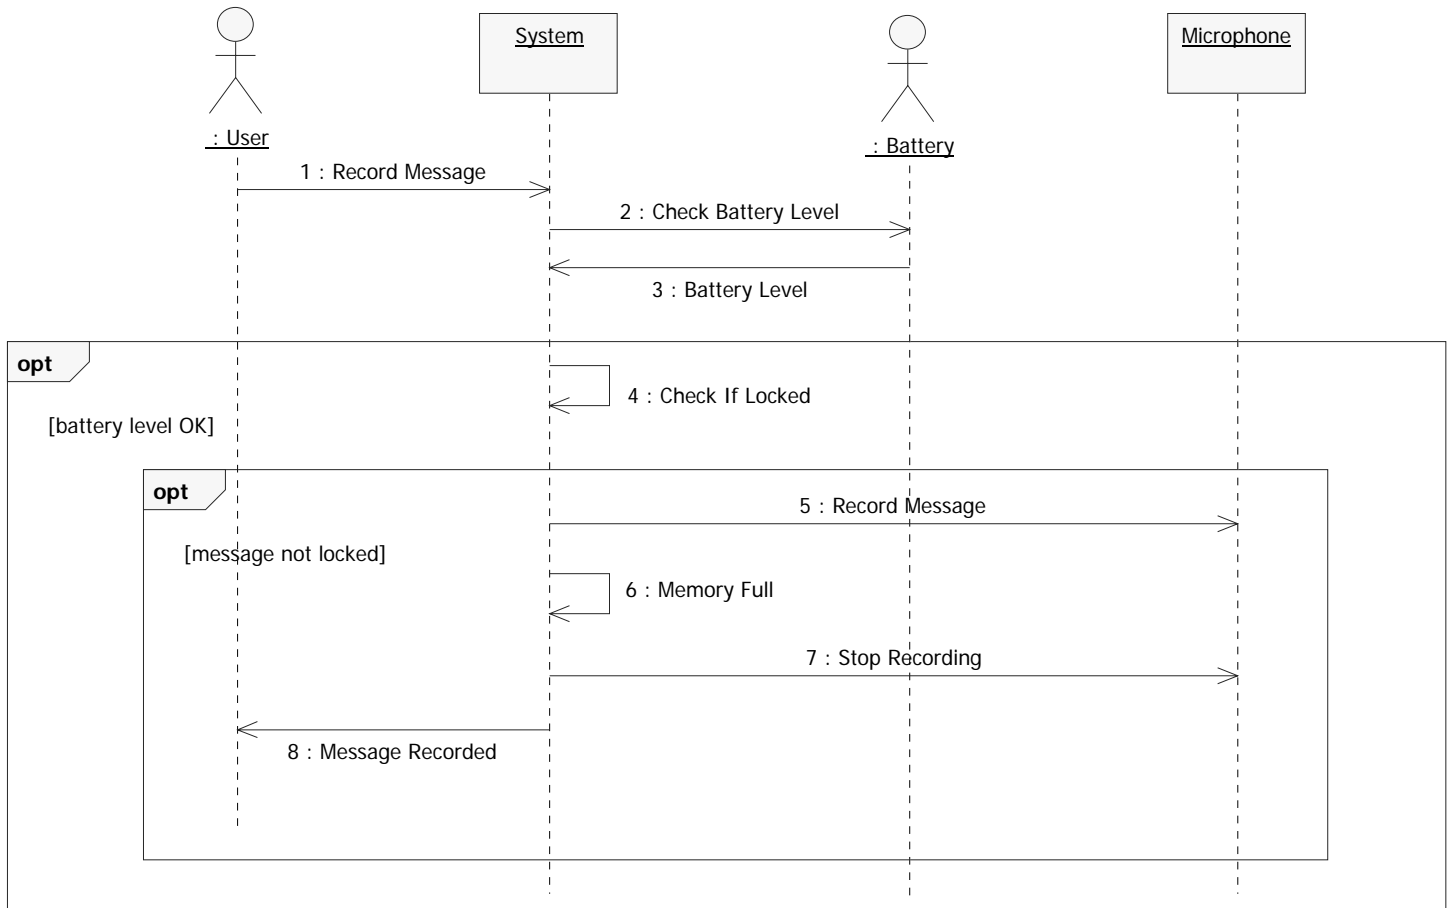 System
Microphone
: User
: Battery
1 : Record Message
2 : Check Battery Level
3 : Battery Level
opt
4 : Check If Locked
[battery level OK]
opt
5 : Record Message
[message not locked]
6 : Memory Full
7 : Stop Recording
8 : Message Recorded